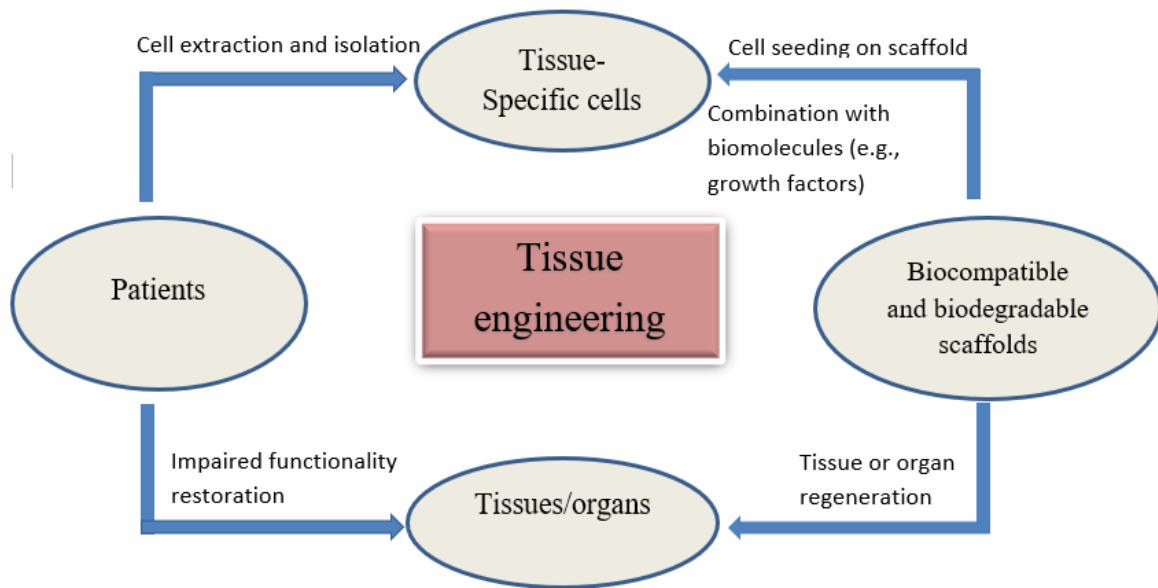 Cell extraction and isolation
Tissue-
Specific cells
Cell seeding on scaffold
Combination with
biomolecules (e.g.,
growth factors)
Patients
Tissue
engineering
Biocompatible
and biodegradable
scaffolds
Impaired functionality
restoration
Tissues/organs
Tissue or organ
regeneration